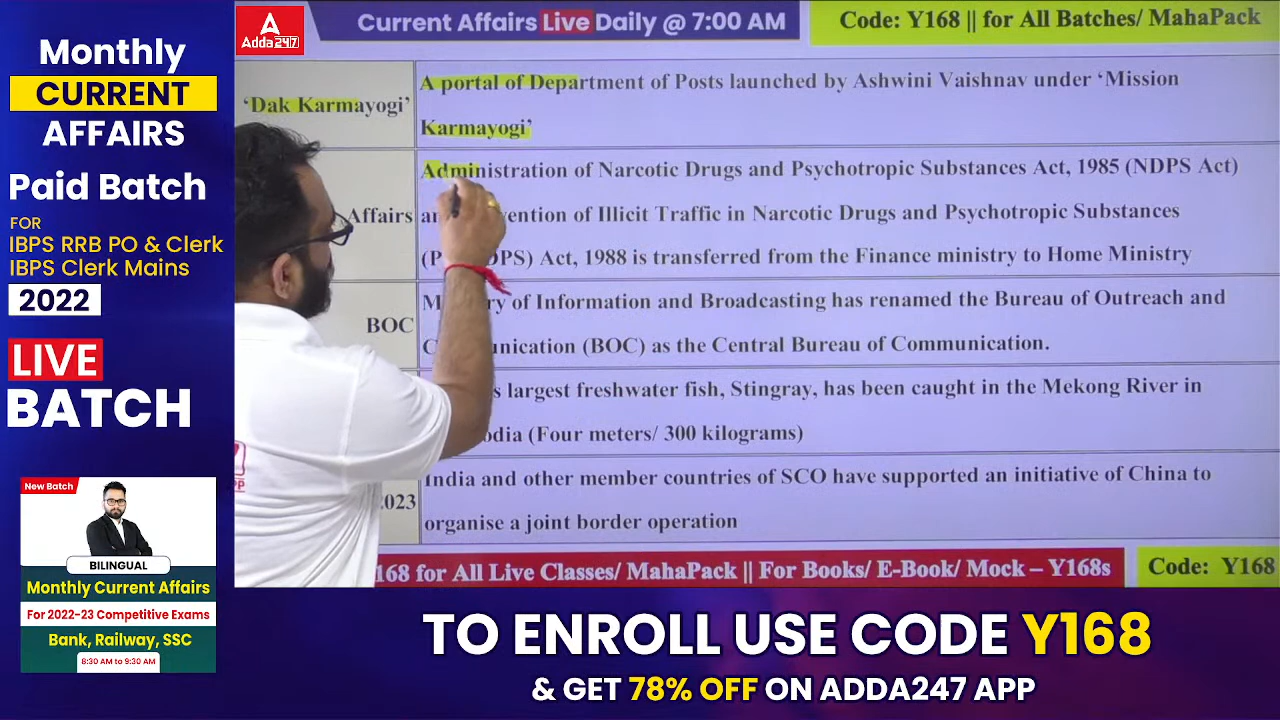 Monthly
CURRENT
AFFAIRS
Paid Batch
FOR
IBPS RRB PO & Clerk
IBPS Clerk Mains
2022
LIVE
BATCH
New Batch
BILINGUAL
Monthly Current Affairs
For 2022-23 Competitive Exams
Bank, Railway, SSC
8:30 AM to 9:30 AM
A
Adda247
Current Affairs Live Daily @ 7:00 AM
Code: Y168 || for All Batches/ MahaPack
'Dak Karmayogi'
A portal of Department of Posts launched by Ashwini Vaishnav under 'Mission
Karmayogi'
Affairs
Administration of Narcotic Drugs and Psychotropic Substances Act, 1985 (NDPS Act)
of Illicit Traffic in Narcotic Drugs and Psychotropic Substances
Act, 1988 is transferred from the Finance ministry to Home Ministry
BOC
of Information and Broadcasting has renamed the Bureau of Outreach and
(BOC) as the Central Bureau of Communication.
largest freshwater fish, Stingray, has been caught in the Mekong River in
(Four meters/ 300 kilograms)
2023
India and other member countries of SCO have supported an initiative of China to
organise a joint border operation
168 for All Live Classes/ MahaPack || For Books/ E-Book/ Mock – Y168s
Code: Y168
TO ENROLL USE CODE Y168
& GET 78% OFF ON ADDA247 APP